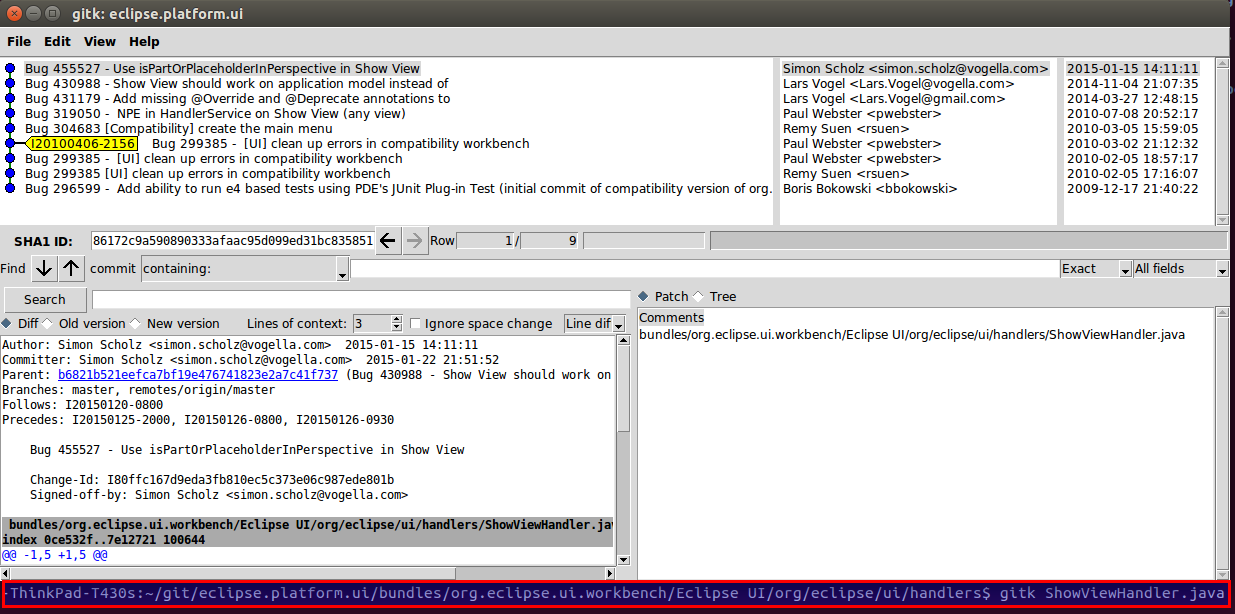 gitk: eclipse.platform.ui
File Edit View Help
Bug 455527 - Use isPartOrPlaceholderInPerspective in Show View Simon Scholz <simon.scholz@vogella.com> 2015-01-15 14:11:11
Bug 430988 - Show View should work on application model instead of Lars Vogel <Lars.Vogel@vogella.com> 2014-11-04 21:07:35
Bug 431179 - Add missing @Override and @Deprecate annotations to Lars Vogel <Lars.Vogel@gmail.com> 2014-03-27 12:48:15
Bug 319050 - NPE in HandlerService on Show View (any view) Paul Webster <pwebster> 2010-07-08 20:52:17
Bug 304683 [Compatibility] create the main menu Remy Suen <rsuen> 2010-03-05 15:59:05
I20100406-2156 Bug 299385 - [UI] clean up errors in compatibility workbench Paul Webster <pwebster> 2010-03-02 21:12:32
Bug 299385 - [UI] clean up errors in compatibility workbench Paul Webster <pwebster> 2010-02-05 18:57:17
Bug 299385 [UI] clean up errors in compatibility workbench Remy Suen <rsuen> 2010-02-05 17:16:07
Bug 296599 - Add ability to run e4 based tests using PDE's JUnit Plug-in Test (initial commit of compatibility version of org. Boris Bokowski <bbokowski> 2009-12-17 21:40:22
SHA1 ID: 86172c9a590890333afaac95d099ed31bc835851 Row 1 / 9
Find commit containing: Exact All fields
Search Patch Tree
Diff Old version New version Lines of context: 3 Ignore space change Line dif
Comments
bundles/org.eclipse.ui.workbench/Eclipse UI/org/eclipse/ui/handlers/ShowViewHandler.java
Author: Simon Scholz <simon.scholz@vogella.com> 2015-01-15 14:11:11
Committer: Simon Scholz <simon.scholz@vogella.com> 2015-01-22 21:51:52
Parent: b6821b521eefca7bf19e476741823e2a7c41f737 (Bug 430988 - Show View should work on
Branches: master, remotes/origin/master
Follows: I20150120-0800
Precedes: I20150125-2000, I20150126-0800, I20150126-0930
Bug 455527 - Use isPartOrPlaceholderInPerspective in Show View
Change-Id: I80ffc167d9eda3fb810ec5c373e06c987ede801b
Signed-off-by: Simon Scholz <simon.scholz@vogella.com>
bundles/org.eclipse.ui.workbench/Eclipse UI/org/eclipse/ui/handlers/ShowViewHandler.jav
index 0ce532f..7e12721 100644
@@ -1,5 +1,5 @@
-ThinkPad-T430s:~/git/eclipse.platform.ui/bundles/org.eclipse.ui.workbench/Eclipse UI/org/eclipse/ui/handlers$ gitk ShowViewHandler.java